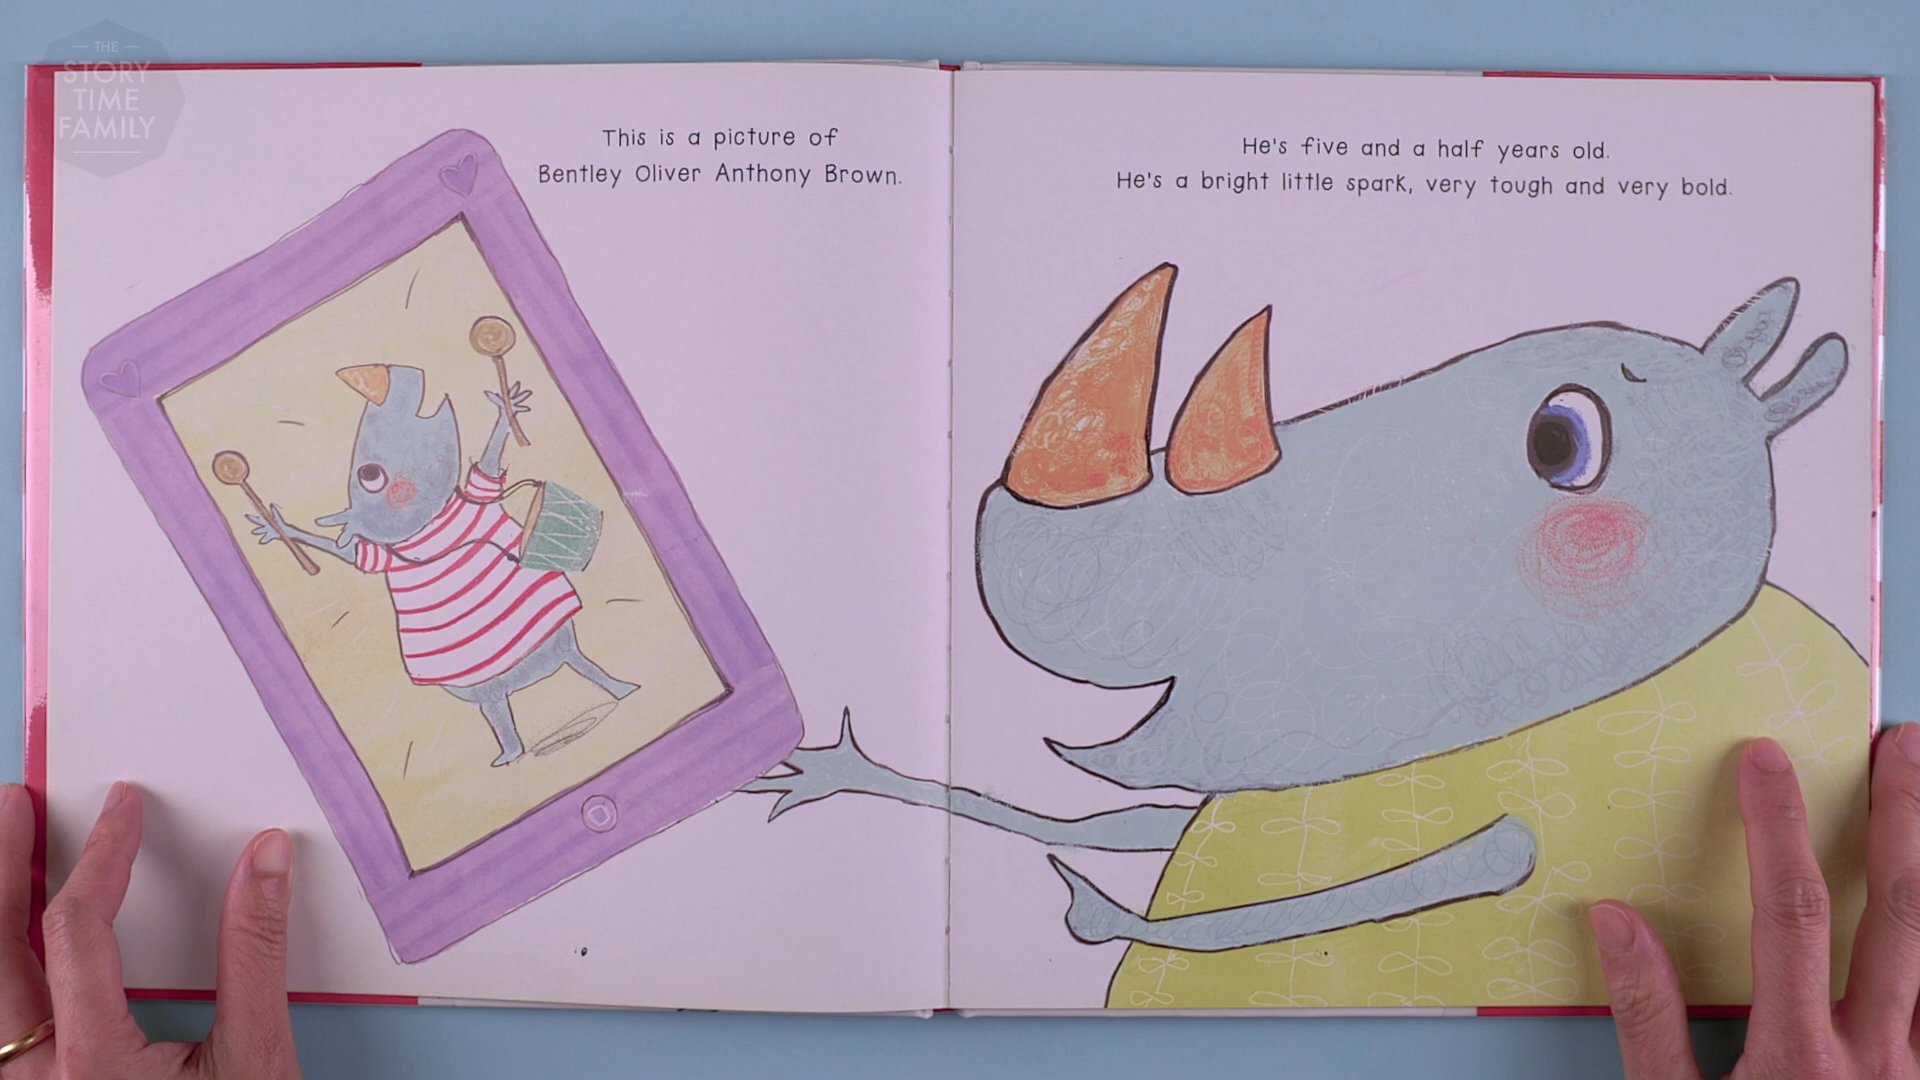 THE
STORY
TIME
FAMILY
This is a picture of
Bentley Oliver Anthony Brown.
He's five and a half years old.
He's a bright little spark, very tough and very bold.